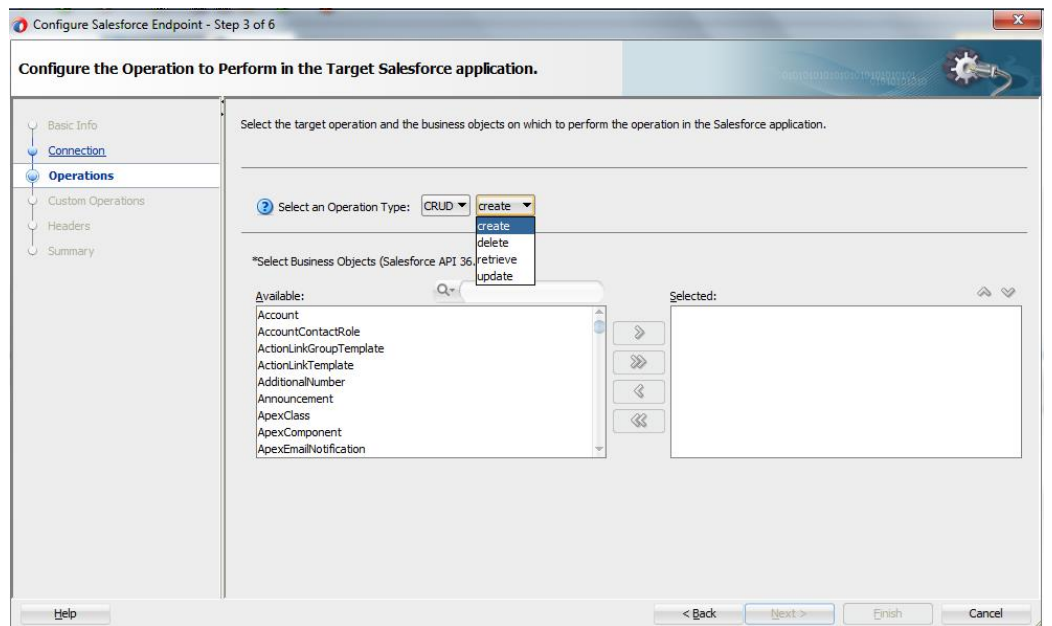 Configure Salesforce Endpoint - Step 3 of 6
Configure the Operation to Perform in the Target Salesforce application.
Basic Info
Connection
Operations
Custom Operations
Headers
Summary
Select the target operation and the business objects on which to perform the operation in the Salesforce application.
Select an Operation Type: CRUD create
create
delete
retrieve
update
*Select Business Objects (Salesforce API 36.
Available:
Selected:
Account
AccountContactRole
ActionLinkGroupTemplate
ActionLinkTemplate
AdditionalNumber
Announcement
ApexClass
ApexComponent
ApexEmailNotification
Help
< Back
Next >
Finish
Cancel